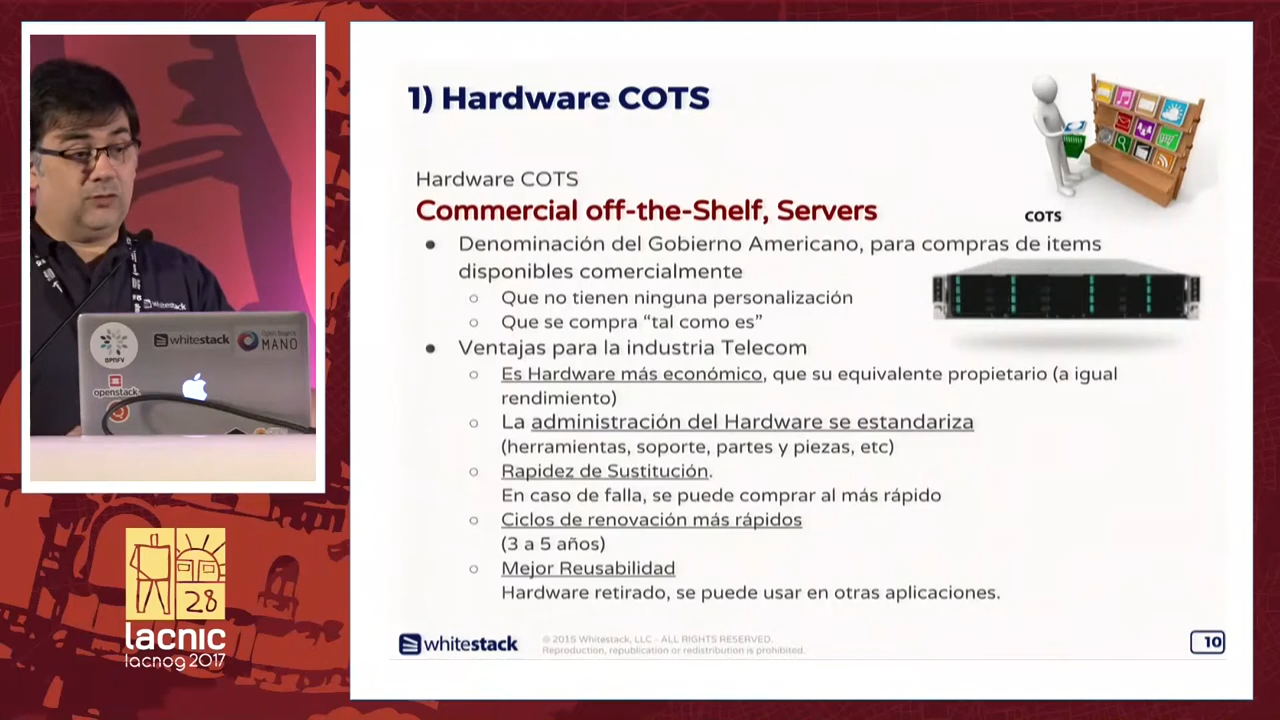 1) Hardware COTS
Hardware COTS
Commercial off-the-Shelf, Servers
COTS
● Denominación del Gobierno Americano, para compras de items
disponibles comercialmente
○ Que no tienen ninguna personalización
○ Que se compra “tal como es”
● Ventajas para la industria Telecom
○ Es Hardware más económico, que su equivalente propietario (a igual
rendimiento)
○ La administración del Hardware se estandariza
(herramientas, soporte, partes y piezas, etc)
○ Rapidez de Sustitución.
En caso de falla, se puede comprar al más rápido
○ Ciclos de renovación más rápidos
(3 a 5 años)
○ Mejor Reusabilidad
Hardware retirado, se puede usar en otras aplicaciones.
whitestack
© 2015 Whitestack, LLC - ALL RIGHTS RESERVED.
Reproduction, republication or redistribution is prohibited.
10
whitestack
OPNFV
whitestack
MANO
openstack
28
lacnic
lacnog 2017